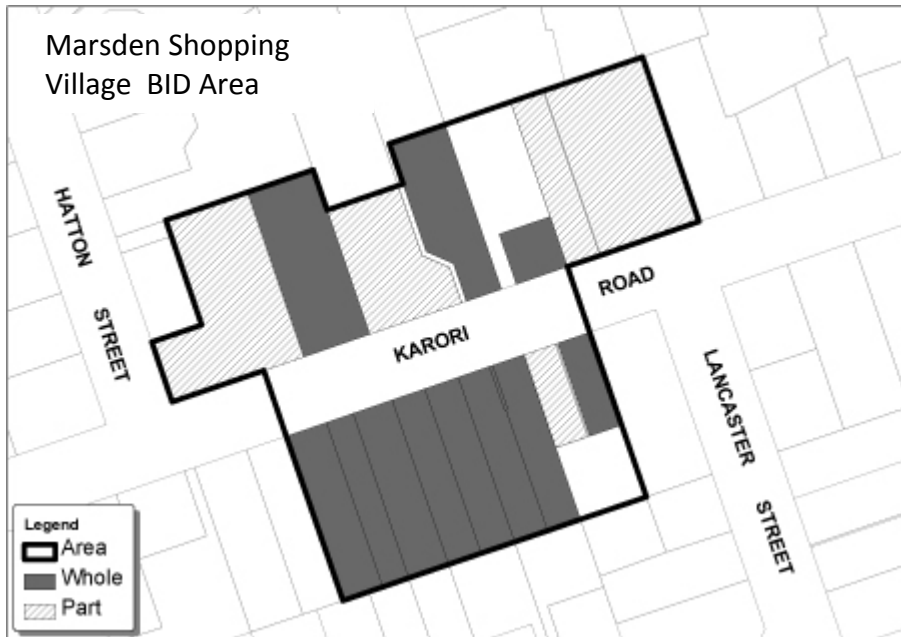 Marsden Shopping
Village BID Area
HATTON
STREET
KARORI
ROAD
LANCASTER
STREET
Legend
Area
Whole
Part